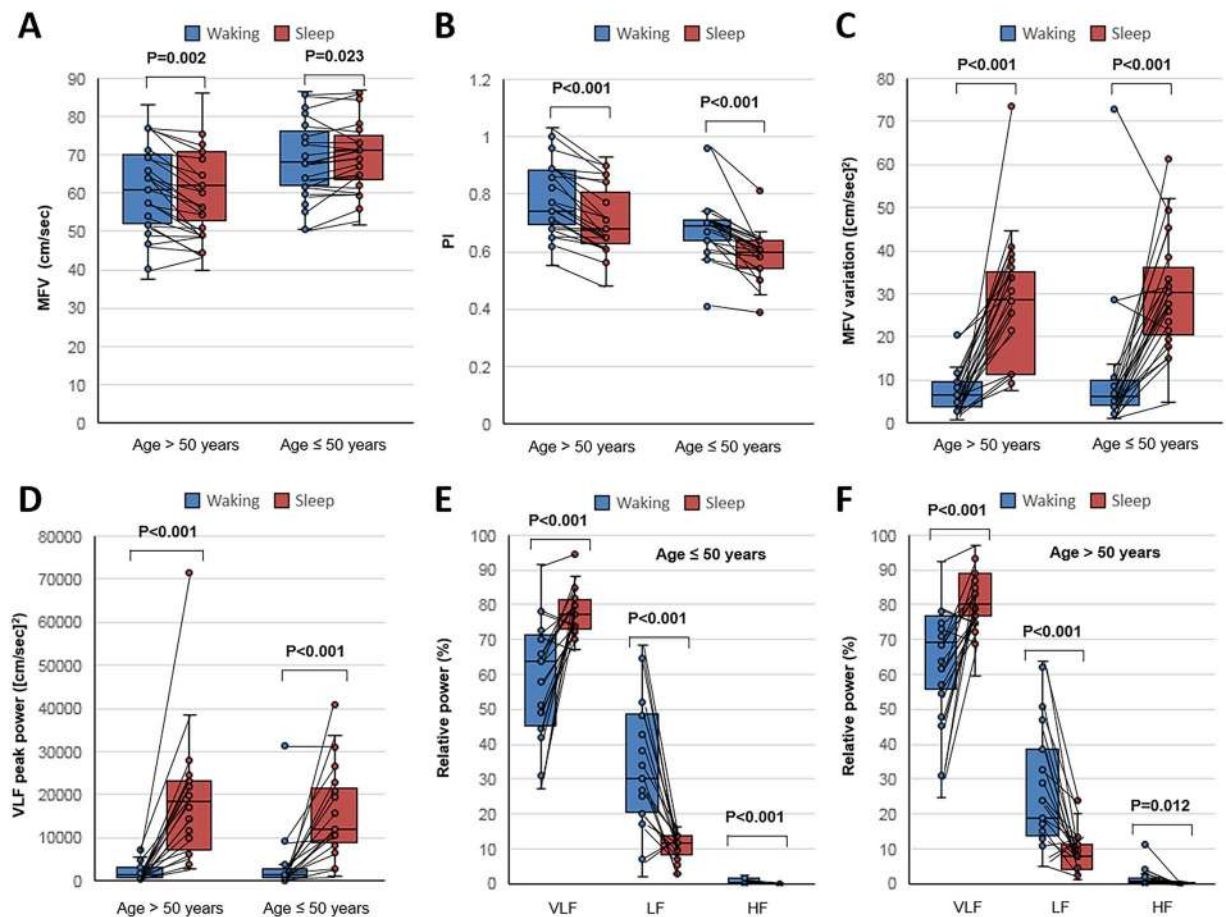 A
Waking Sleep
P=0.002
P=0.023
MFV (cm/sec)
90
80
70
60
50
40
30
20
10
0
Age > 50 years
Age ≤ 50 years
B
Waking Sleep
P<0.001
P<0.001
PI
1.2
1
0.8
0.6
0.4
0.2
0
Age > 50 years
Age ≤ 50 years
C
Waking Sleep
P<0.001
P<0.001
MFV variation ([cm/sec]²)
80
70
60
50
40
30
20
10
0
Age > 50 years
Age ≤ 50 years
D
Waking Sleep
P<0.001
P<0.001
VLF peak power ([cm/sec]²)
80000
70000
60000
50000
40000
30000
20000
10000
0
Age > 50 years
Age ≤ 50 years
E
Waking Sleep
P<0.001
Age ≤ 50 years
P<0.001
P<0.001
Relative power (%)
100
90
80
70
60
50
40
30
20
10
0
VLF
LF
HF
F
Waking Sleep
P<0.001
Age > 50 years
P<0.001
P=0.012
Relative power (%)
100
90
80
70
60
50
40
30
20
10
0
VLF
LF
HF